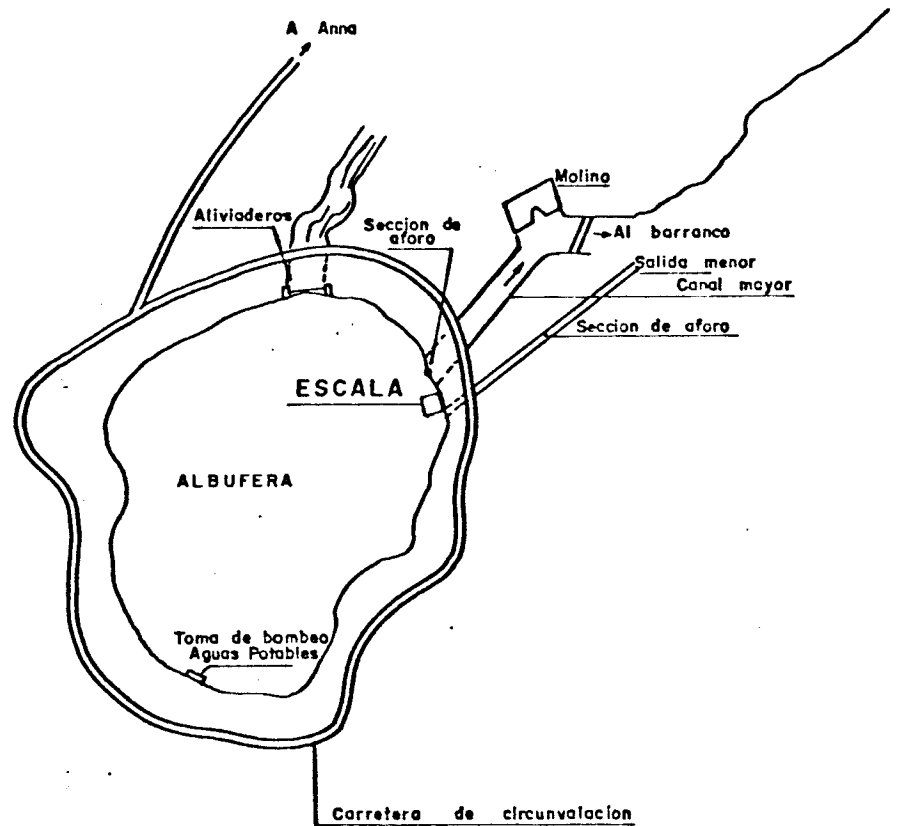 A Anna
Molino
Aliviaderos
Seccion de
aforo
Al barranco
Salida menor
Canal mayor
Seccion de aforo
ESCALA
ALBUFERA
Toma de bombeo
Aguas Potables
Carretera de circunvalacion